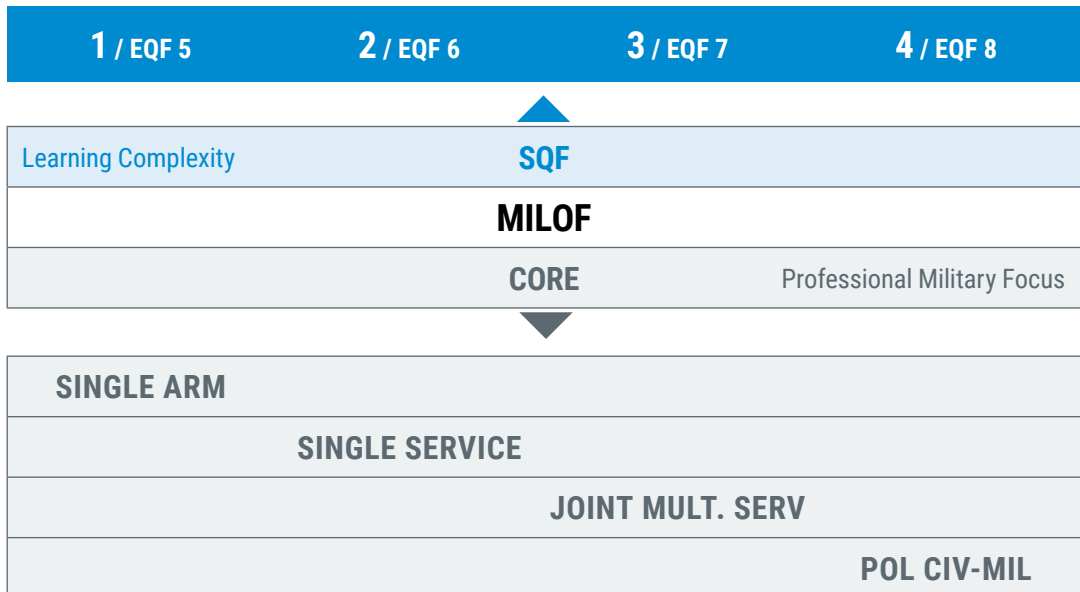 1 / EQF 5 2 / EQF 6 3 / EQF 7 4 / EQF 8
Learning Complexity SQF
MILOF
CORE Professional Military Focus
SINGLE ARM
SINGLE SERVICE
JOINT MULT. SERV
POL CIV-MIL